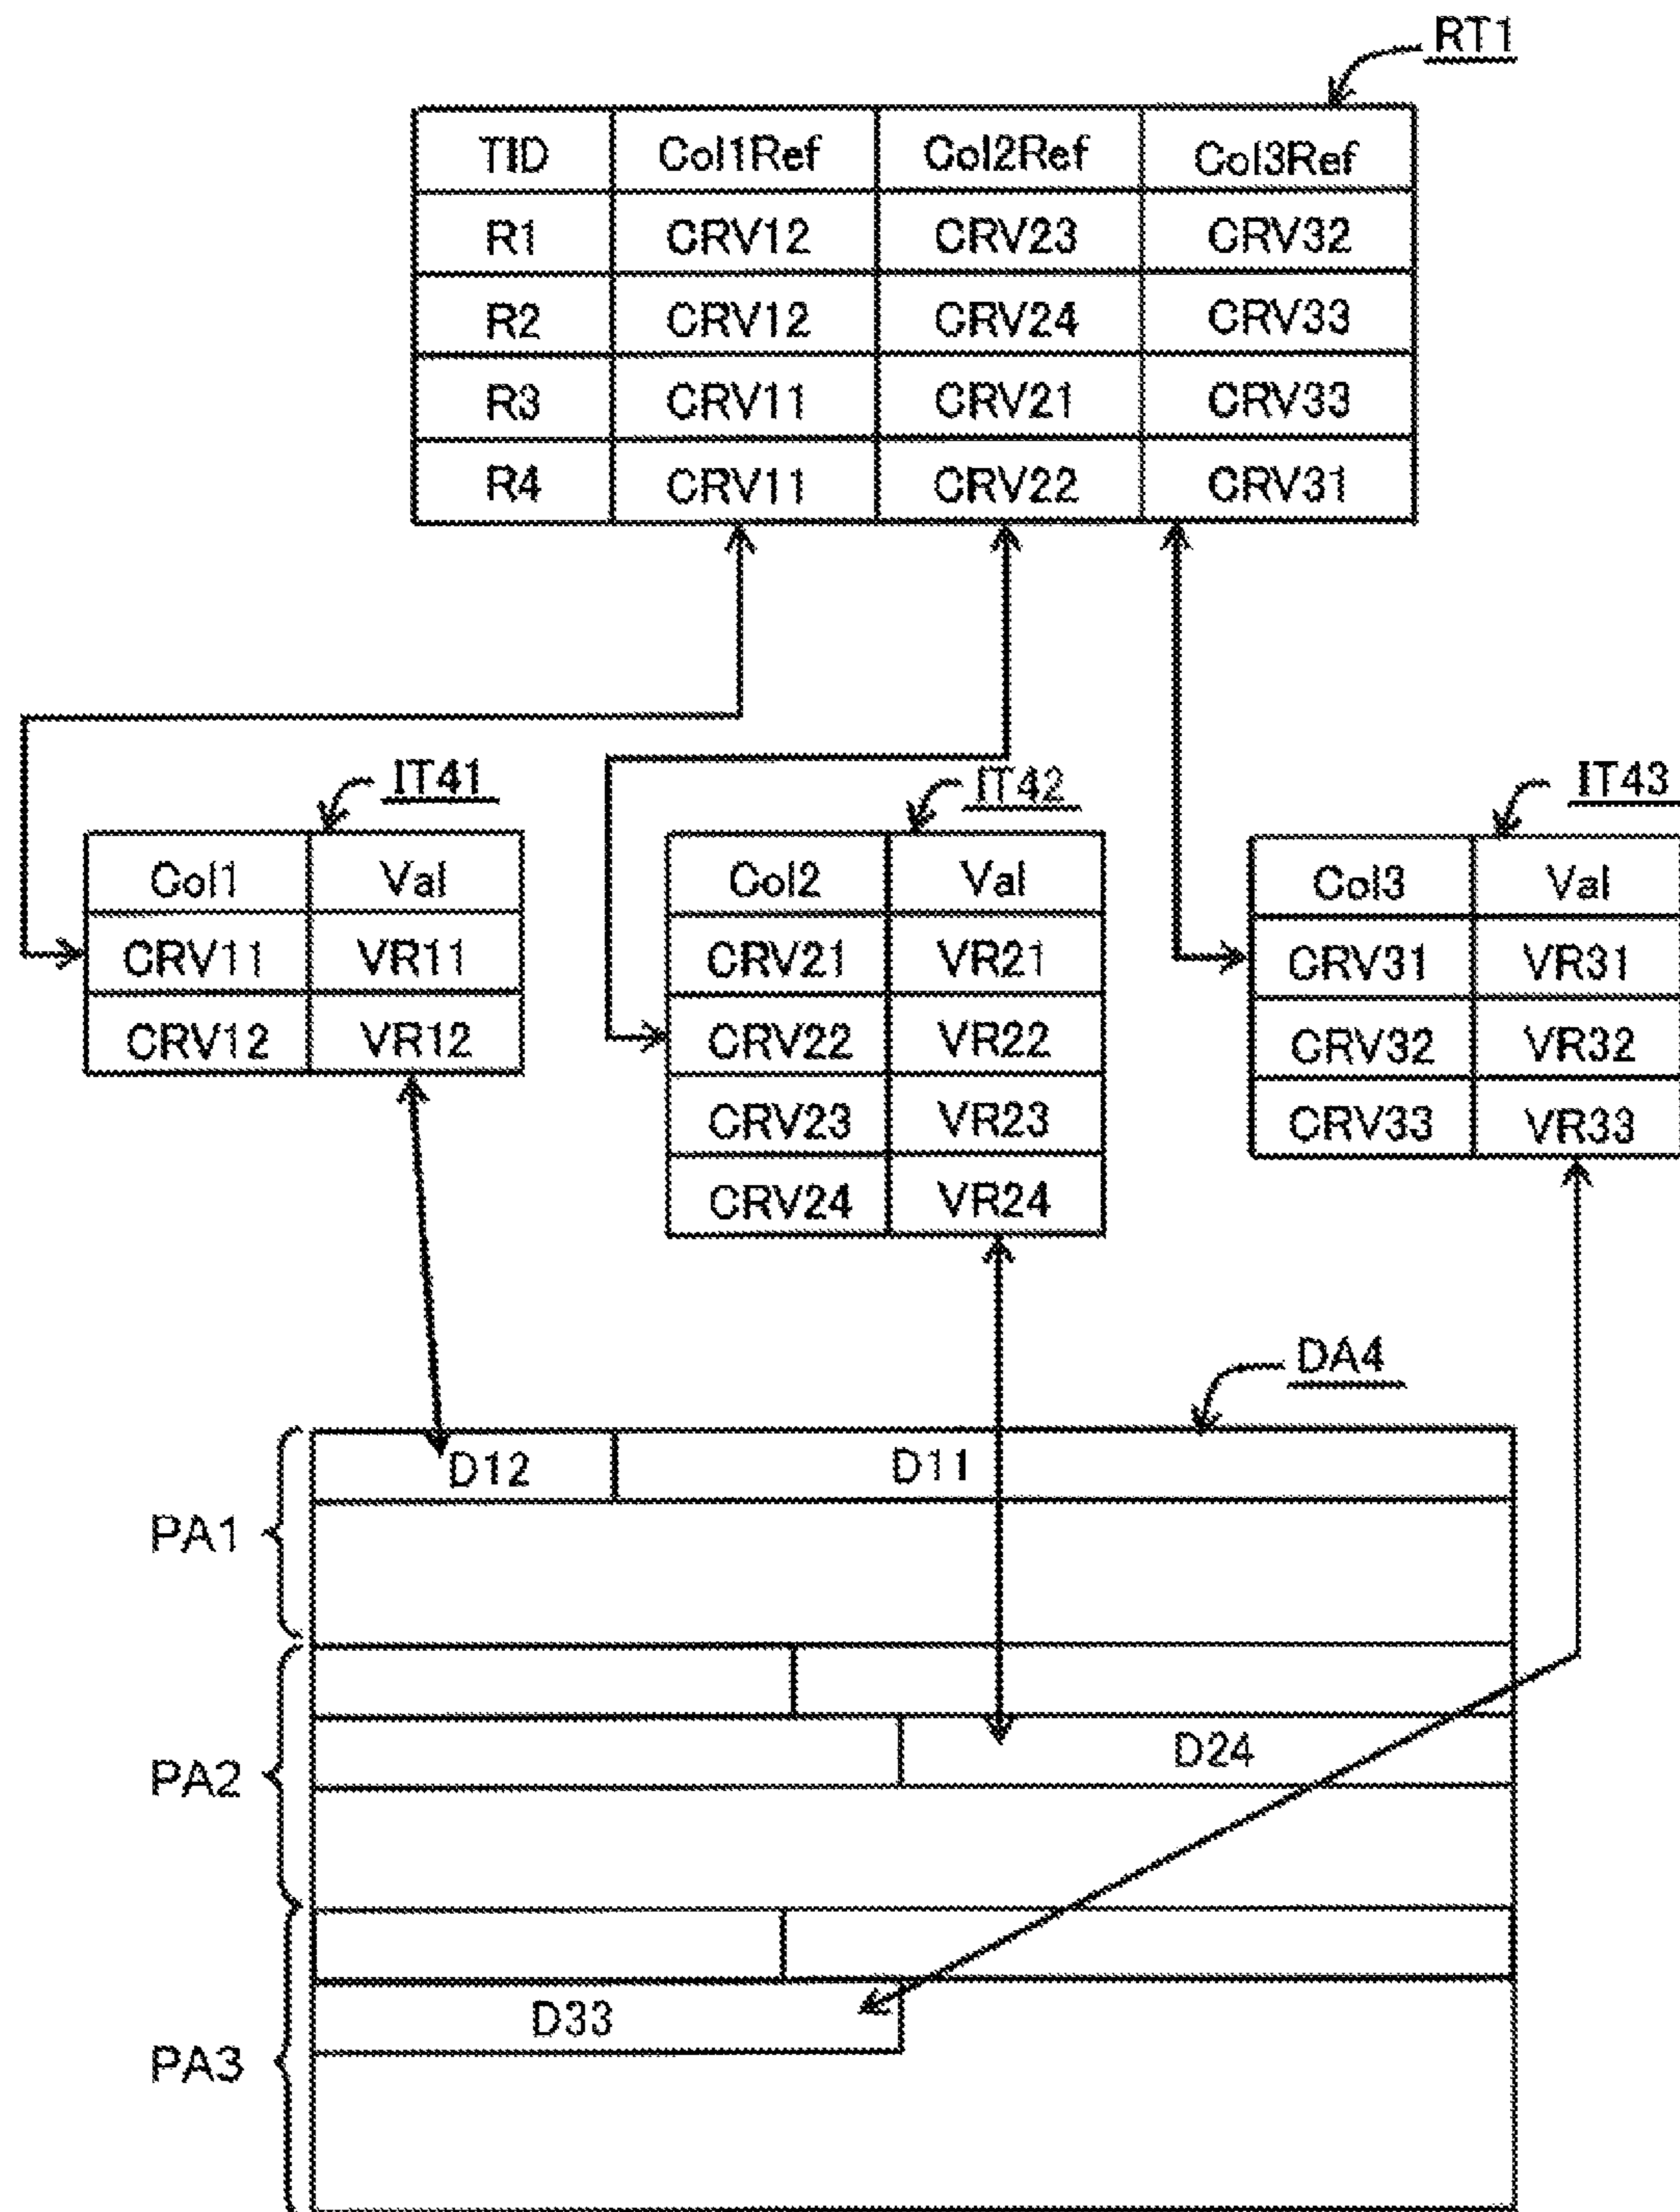 RT1
TID Col1Ref Col2Ref Col3Ref
R1 CRV12 CRV23 CRV32
R2 CRV12 CRV24 CRV33
R3 CRV11 CRV21 CRV33
R4 CRV11 CRV22 CRV31
IT41
Col1 Val
CRV11 VR11
CRV12 VR12
IT42
Col2 Val
CRV21 VR21
CRV22 VR22
CRV23 VR23
CRV24 VR24
IT43
Col3 Val
CRV31 VR31
CRV32 VR32
CRV33 VR33
DA4
PA1
D12 D11
PA2
D24
PA3
D33